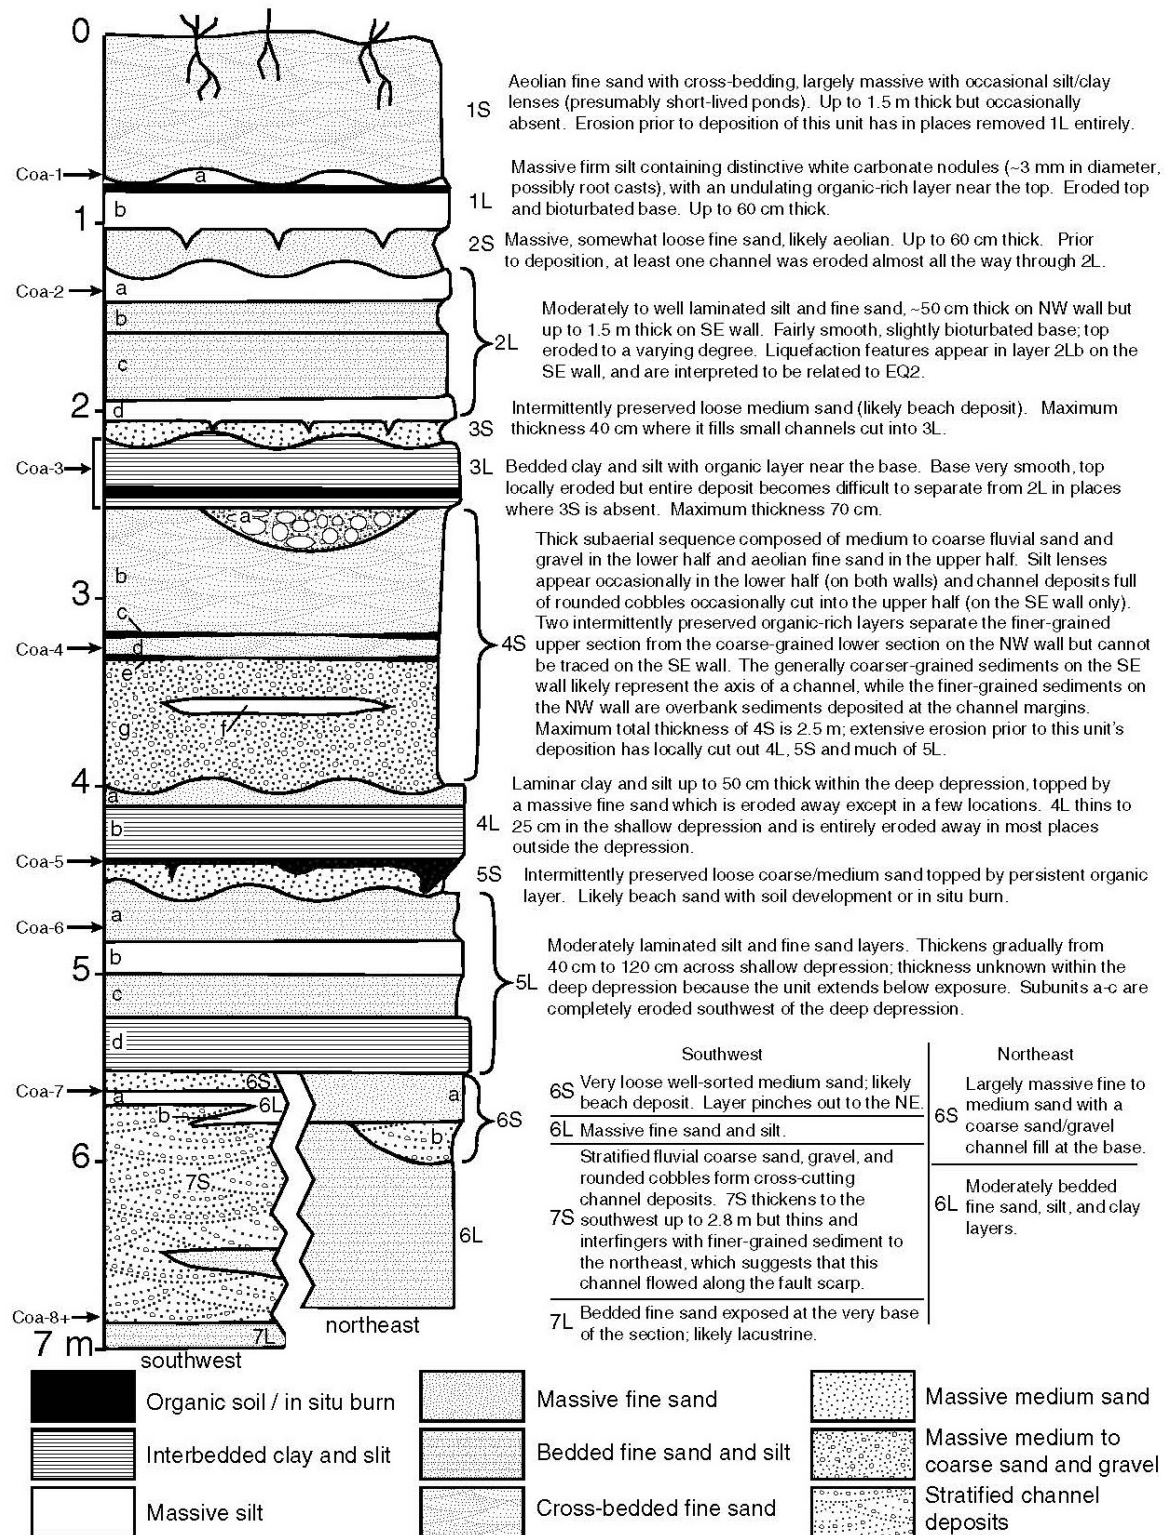 0
Coa-1
a
b
1
Coa-2
a
b
c
2
d
Coa-3
a
b
3
c
Coa-4
d
e
f
g
4
a
b
Coa-5
a
Coa-6
b
5
c
d
Coa-7
6S
a
6L
b
a
b
6S
6
7S
6L
Coa-8+
7 m
7L
southwest
northeast
1S
Aeolian fine sand with cross-bedding, largely massive with occasional silt/clay
lenses (presumably short-lived ponds). Up to 1.5 m thick but occasionally
absent. Erosion prior to deposition of this unit has in places removed 1L entirely.
1L
Massive firm silt containing distinctive white carbonate nodules (~3 mm in diameter,
possibly root casts), with an undulating organic-rich layer near the top. Eroded top
and bioturbated base. Up to 60 cm thick.
2S
Massive, somewhat loose fine sand, likely aeolian. Up to 60 cm thick. Prior
to deposition, at least one channel was eroded almost all the way through 2L.
2L
Moderately to well laminated silt and fine sand, ~50 cm thick on NW wall but
up to 1.5 m thick on SE wall. Fairly smooth, slightly bioturbated base; top
eroded to a varying degree. Liquefaction features appear in layer 2Lb on the
SE wall, and are interpreted to be related to EQ2.
3S
Intermittently preserved loose medium sand (likely beach deposit). Maximum
thickness 40 cm where it fills small channels cut into 3L.
3L
Bedded clay and silt with organic layer near the base. Base very smooth, top
locally eroded but entire deposit becomes difficult to separate from 2L in places
where 3S is absent. Maximum thickness 70 cm.
4S
Thick subaerial sequence composed of medium to coarse fluvial sand and
gravel in the lower half and aeolian fine sand in the upper half. Silt lenses
appear occasionally in the lower half (on both walls) and channel deposits full
of rounded cobbles occasionally cut into the upper half (on the SE wall only).
Two intermittently preserved organic-rich layers separate the finer-grained
upper section from the coarse-grained lower section on the NW wall but cannot
be traced on the SE wall. The generally coarser-grained sediments on the SE
wall likely represent the axis of a channel, while the finer-grained sediments on
the NW wall are overbank sediments deposited at the channel margins.
Maximum total thickness of 4S is 2.5 m; extensive erosion prior to this unit's
deposition has locally cut out 4L, 5S and much of 5L.
4L
Laminar clay and silt up to 50 cm thick within the deep depression, topped by
a massive fine sand which is eroded away except in a few locations. 4L thins to
25 cm in the shallow depression and is entirely eroded away in most places
outside the depression.
5S
Intermittently preserved loose coarse/medium sand topped by persistent organic
layer. Likely beach sand with soil development or in situ burn.
5L
Moderately laminated silt and fine sand layers. Thickens gradually from
40 cm to 120 cm across shallow depression; thickness unknown within the
deep depression because the unit extends below exposure. Subunits a-c are
completely eroded southwest of the deep depression.
Southwest
6S
Very loose well-sorted medium sand; likely
beach deposit. Layer pinches out to the NE.
6L Massive fine sand and silt.
7S
Stratified fluvial coarse sand, gravel, and
rounded cobbles form cross-cutting
channel deposits. 7S thickens to the
southwest up to 2.8 m but thins and
interfingers with finer-grained sediment to
the northeast, which suggests that this
channel flowed along the fault scarp.
7L
Bedded fine sand exposed at the very base
of the section; likely lacustrine.
Northeast
6S
Largely massive fine to
medium sand with a
coarse sand/gravel
channel fill at the base.
6L
Moderately bedded
fine sand, silt, and clay
layers.
Organic soil / in situ burn
Interbedded clay and slit
Massive silt
Massive fine sand
Bedded fine sand and silt
Cross-bedded fine sand
Massive medium sand
Massive medium to
coarse sand and gravel
Stratified channel
deposits